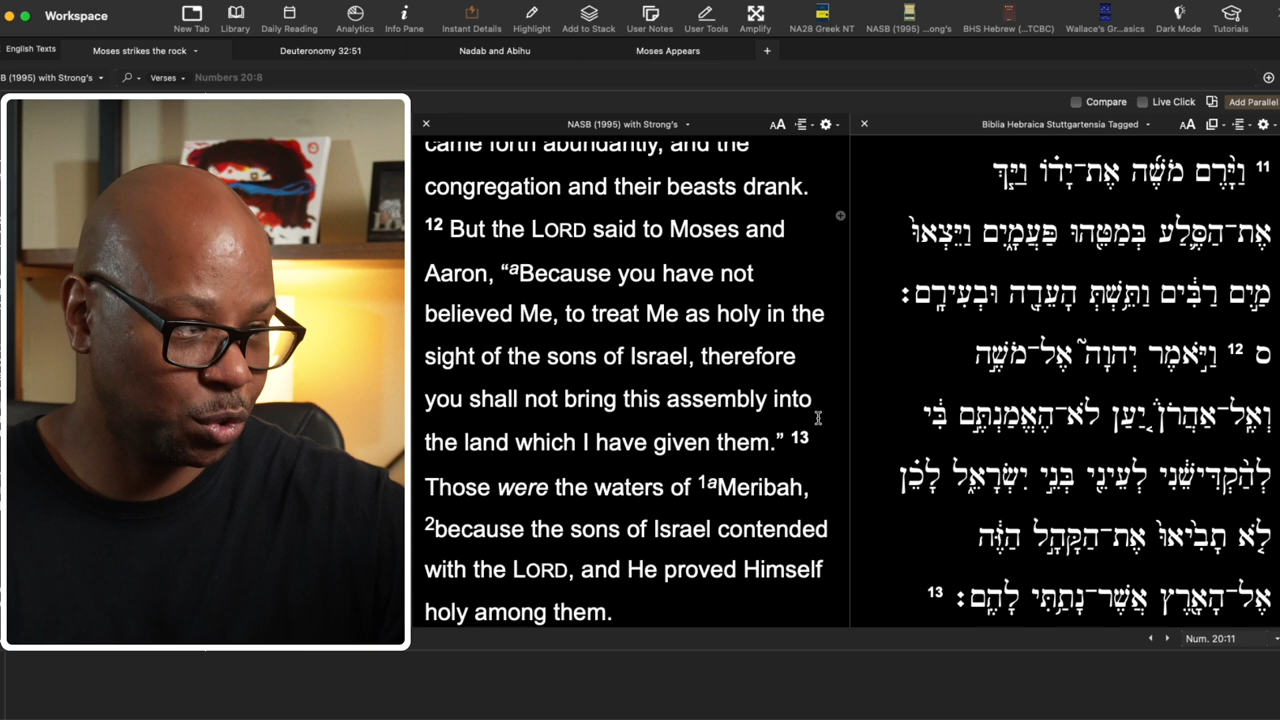 Workspace
New Tab
Library
Daily Reading
Analytics
Info Pane
Instant Details
Highlight
Add to Stack
User Notes
User Tools
Amplify
NA28 Greek NT
NASB (1995) ...ong's
BHS Hebrew (...TCBC)
Wallace's Gr...asics
Dark Mode
Tutorials
English Texts
Moses strikes the rock
Deuteronomy 32:51
Nadab and Abihu
Moses Appears
+
B (1995) with Strong's
Verses
Numbers 20:8
Compare
Live Click
Add Parallel
NASB (1995) with Strong's
AA
came forth abundantly, and the
congregation and their beasts drank.
12 But the LORD said to Moses and
Aaron, “aBecause you have not
believed Me, to treat Me as holy in the
sight of the sons of Israel, therefore
you shall not bring this assembly into
the land which I have given them.” 13
Those were the waters of 1aMeribah,
2because the sons of Israel contended
with the LORD, and He proved Himself
holy among them.
Biblia Hebraica Stuttgartensia Tagged
AA
11 וַיָּ֨רֶם מֹשֶׁ֜ה אֶת־יָד֗וֹ וַיַּ֧ךְ
אֶת־הַסֶּ֛לַע בְּמַטֵּ֖הוּ פַּעֲמָ֑יִם וַיֵּצְאוּ֙
מַ֣יִם רַבִּ֔ים וַתֵּ֥שְׁתְּ הָעֵדָ֖ה וּבְעִירָֽם׃
ס 12 וַיֹּ֣אמֶר יְהוָה֮ אֶל־מֹשֶׁ֣ה
וְאֶֽל־אַהֲרֹן֒ יַ֚עַן לֹא־הֶאֱמַנְתֶּ֣ם בִּ֔י
לְהַ֨קְדִּישֵׁ֔נִי לְעֵינֵ֖י בְּנֵ֣י יִשְׂרָאֵ֑ל לָכֵ֗ן
לֹ֤א תָבִ֙יאוּ֙ אֶת־הַקָּהָ֣ל הַזֶּ֔ה
אֶל־הָאָ֖רֶץ אֲשֶׁר־נָתַ֥תִּי לָהֶֽם׃ 13
Num. 20:11